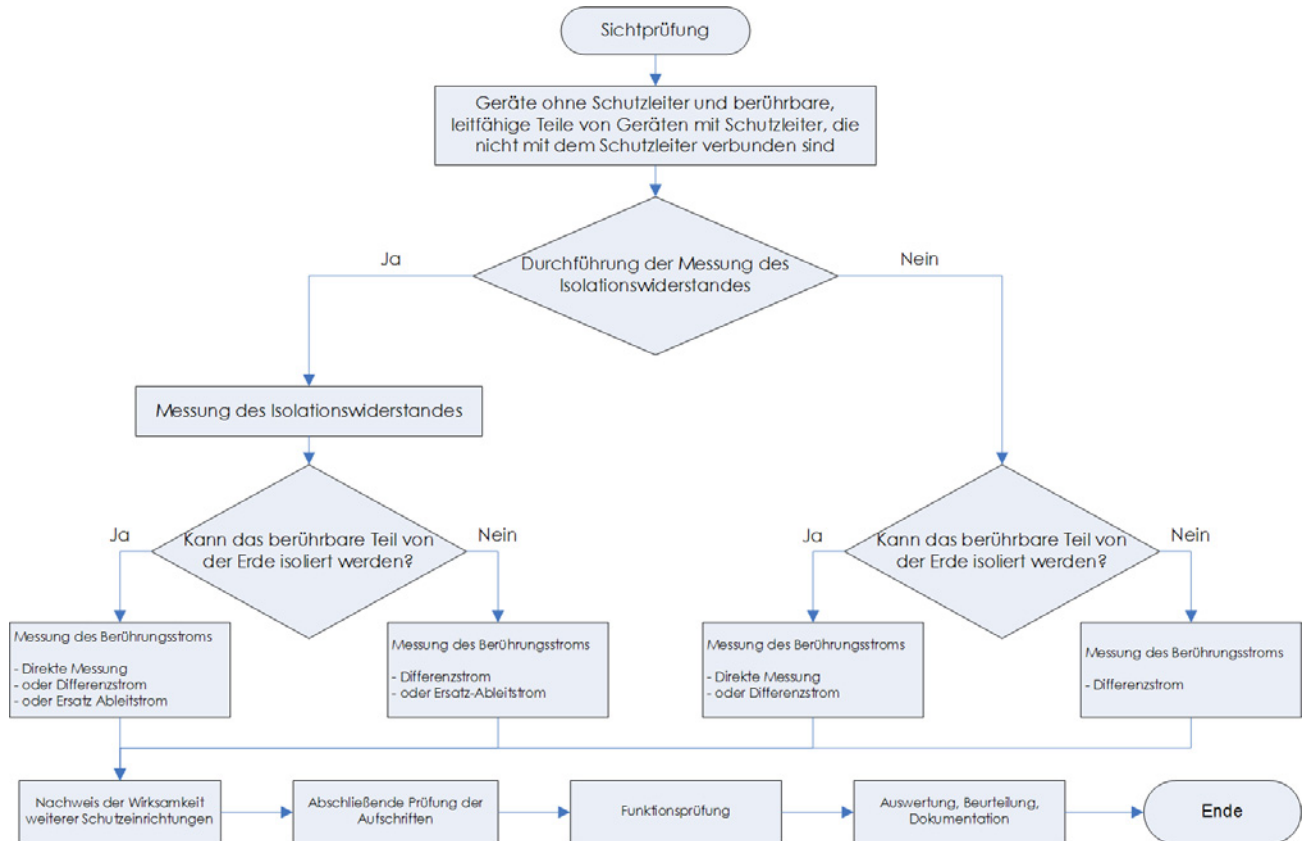 Sichtprüfung
Geräte ohne Schutzleiter und berührbare,
leitfähige Teile von Geräten mit Schutzleiter, die
nicht mit dem Schutzleiter verbunden sind
Ja
Durchführung der Messung des
Isolationswiderstandes
Nein
Messung des Isolationswiderstandes
Ja
Kann das berührbare Teil von
der Erde isoliert werden?
Nein
Ja
Kann das berührbare Teil von
der Erde isoliert werden?
Nein
Messung des Berührungsstroms
- Direkte Messung
- oder Differenzstrom
- oder Ersatz Ableitstrom
Messung des Berührungsstroms
- Differenzstrom
- oder Ersatz-Ableitstrom
Messung des Berührungsstroms
- Direkte Messung
- oder Differenzstrom
Messung des Berührungsstroms
- Differenzstrom
Nachweis der Wirksamkeit
weiterer Schutzeinrichtungen
Abschließende Prüfung der
Aufschriften
Funktionsprüfung
Auswertung, Beurteilung,
Dokumentation
Ende